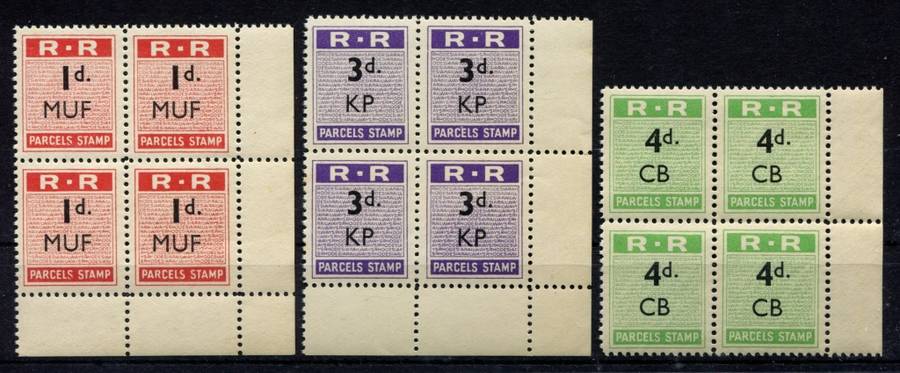 R·R
1d.
MUF
PARCELS STAMP
R·R
1d.
MUF
PARCELS STAMP
R·R
1d.
MUF
PARCELS STAMP
R·R
1d.
MUF
PARCELS STAMP
R·R
3d.
KP
PARCELS STAMP
R·R
3d.
KP
PARCELS STAMP
R·R
3d.
KP
PARCELS STAMP
R·R
3d.
KP
PARCELS STAMP
R·R
4d.
CB
PARCELS STAMP
R·R
4d.
CB
PARCELS STAMP
R·R
4d.
CB
PARCELS STAMP
R·R
4d.
CB
PARCELS STAMP